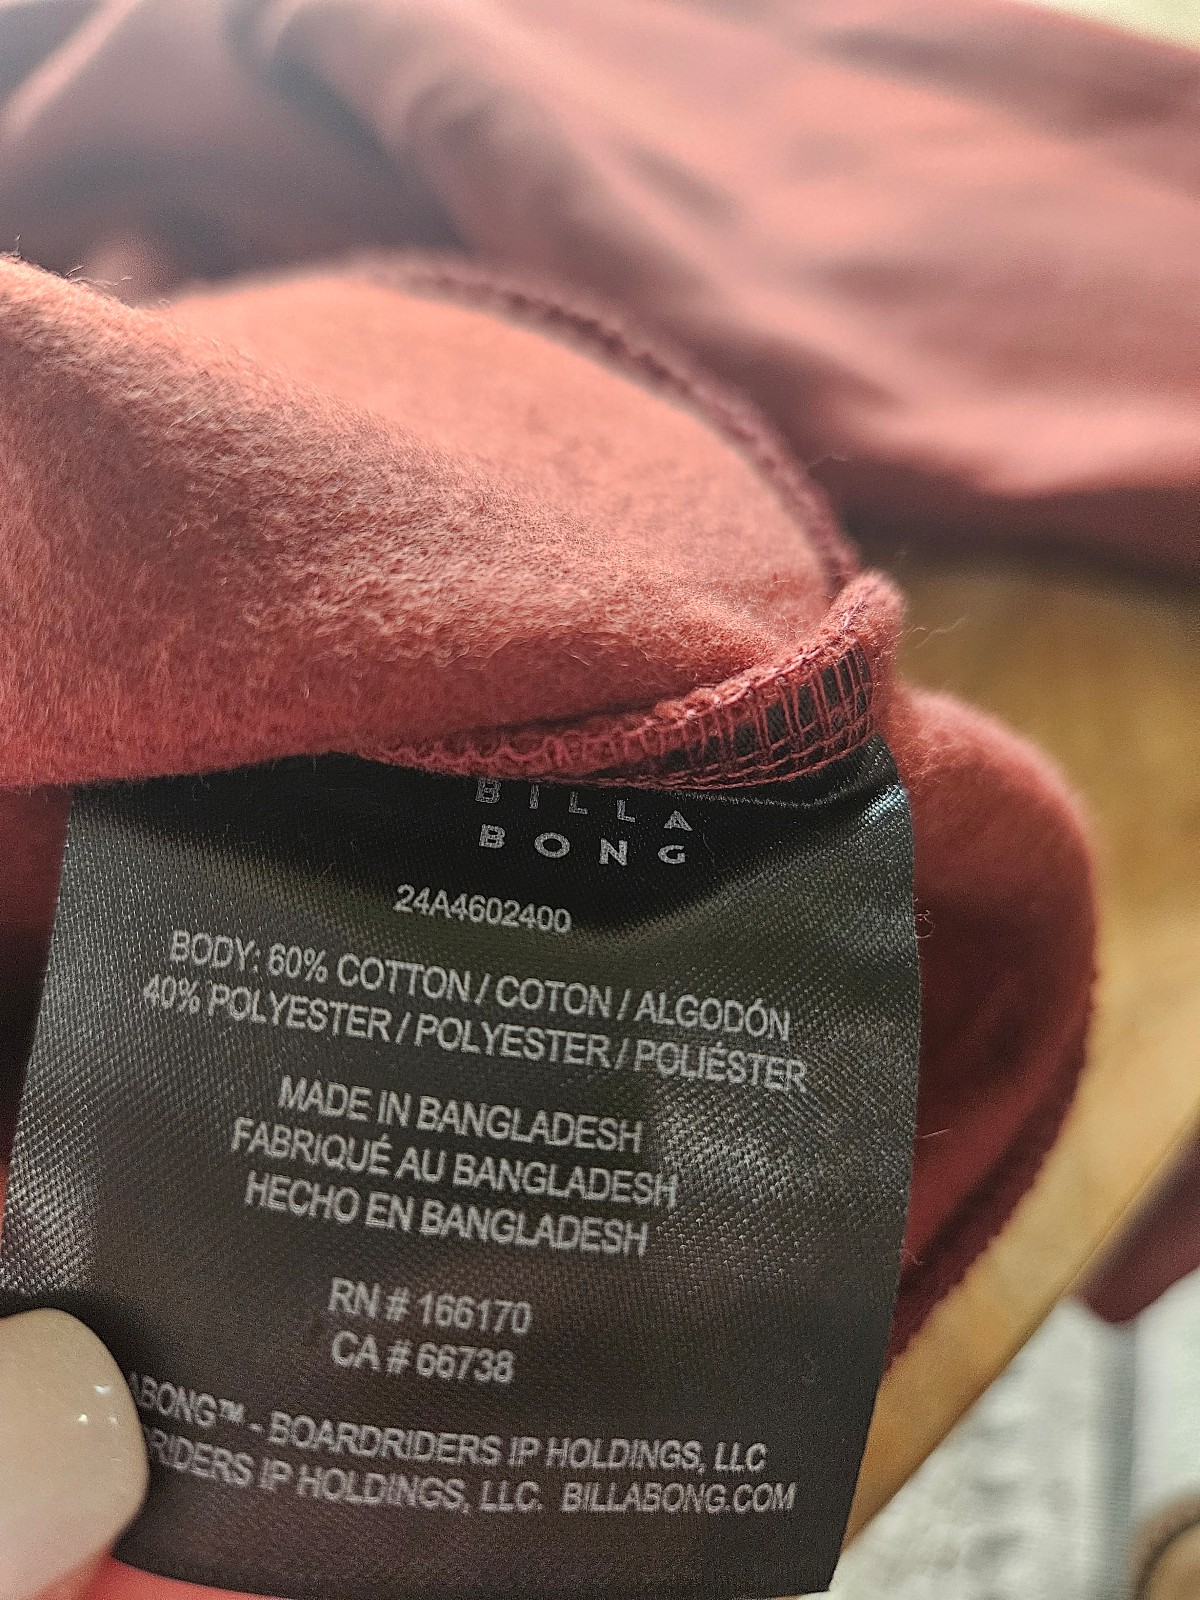 BILLA
BONG
24A4602400
BODY: 60% COTTON / COTON / ALGODÓN
40% POLYESTER / POLYESTER / POLIÉSTER
MADE IN BANGLADESH
FABRIQUÉ AU BANGLADESH
HECHO EN BANGLADESH
RN # 166170
CA # 66738
ABONG™ - BOARDRIDERS IP HOLDINGS, LLC
RIDERS IP HOLDINGS, LLC. BILLABONG.COM